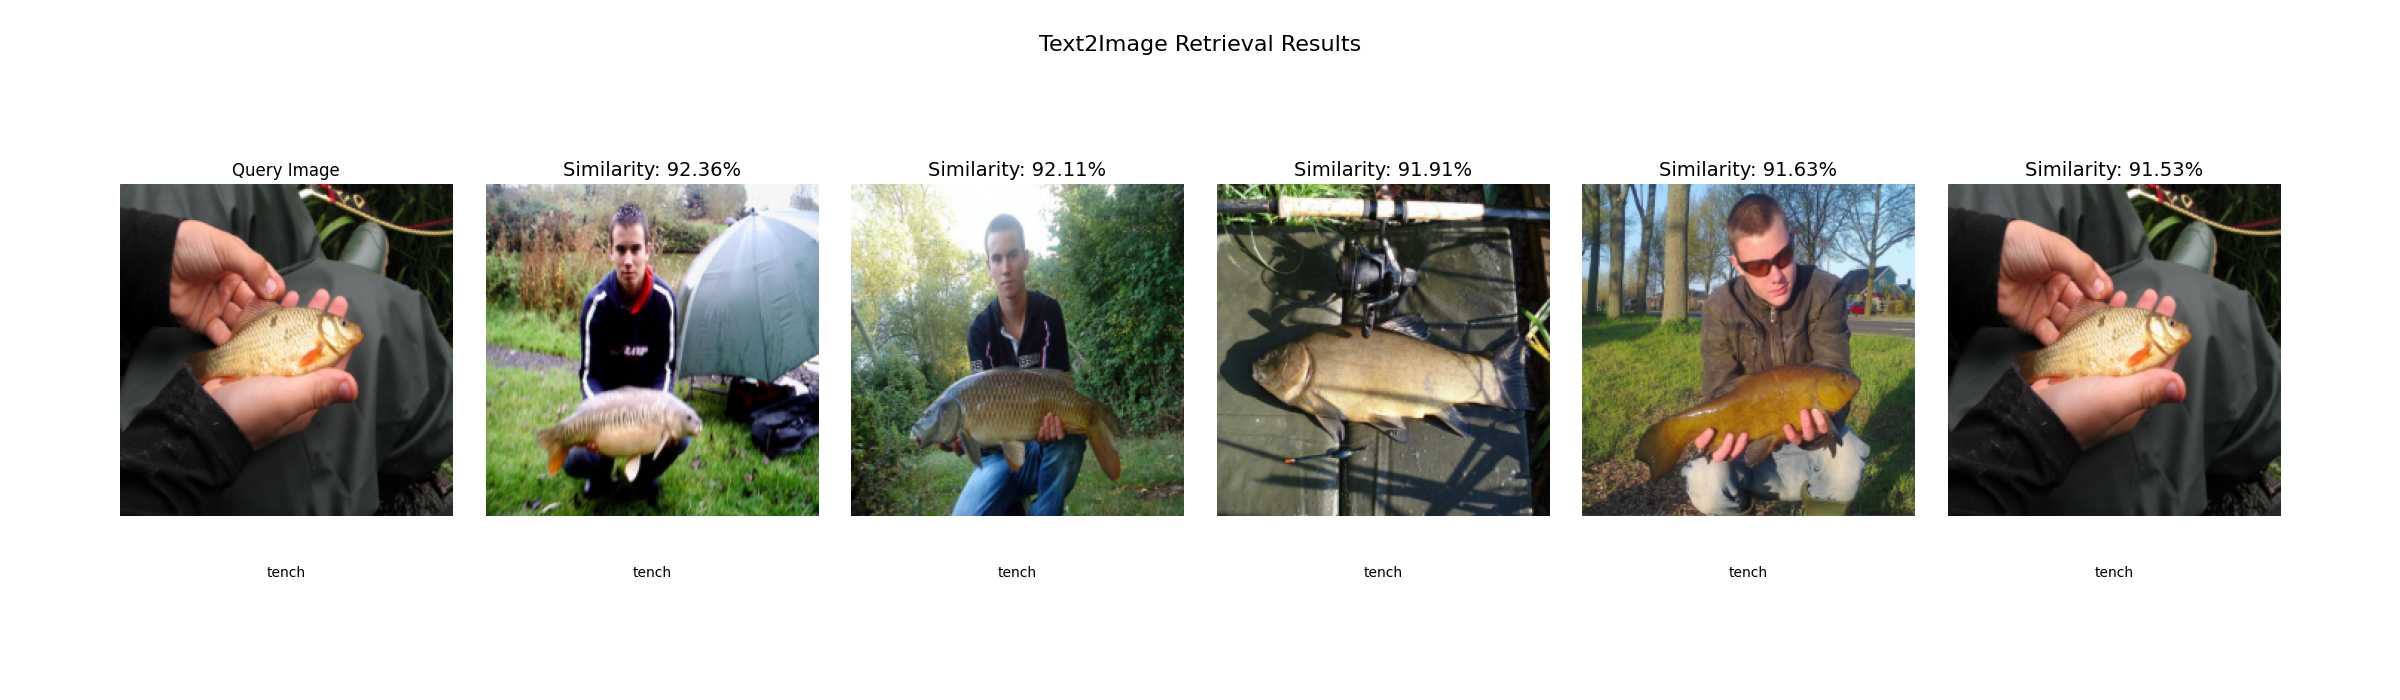 Text2Image Retrieval Results
Query Image
Similarity: 92.36%
Similarity: 92.11%
Similarity: 91.91%
Similarity: 91.63%
Similarity: 91.53%
tench
tench
tench
tench
tench
tench